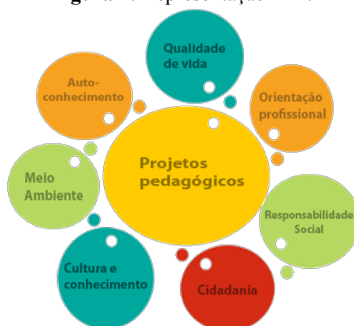 Qualidade
de vida
Auto-
conhecimento
Orientação
profissional
Projetos
pedagógicos
Meio
Ambiente
Responsabilidade
Social
Cultura e
conhecimento
Cidadania